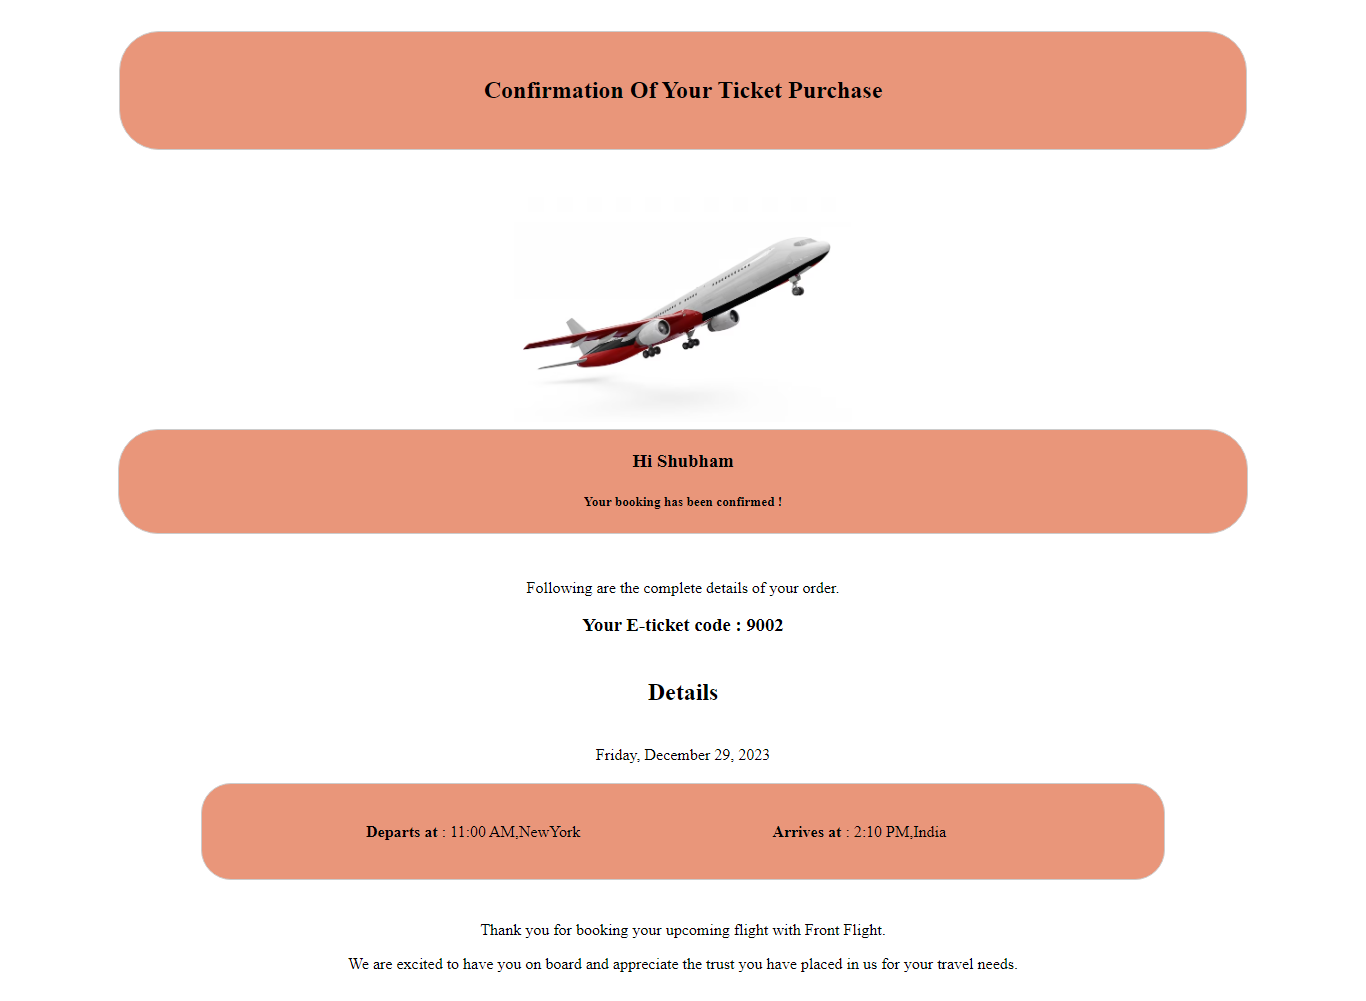 Confirmation Of Your Ticket Purchase
Hi Shubham
Your booking has been confirmed !
Following are the complete details of your order.
Your E-ticket code : 9002
Details
Friday, December 29, 2023
Departs at : 11:00 AM,NewYork
Arrives at : 2:10 PM,India
Thank you for booking your upcoming flight with Front Flight.
We are excited to have you on board and appreciate the trust you have placed in us for your travel needs.